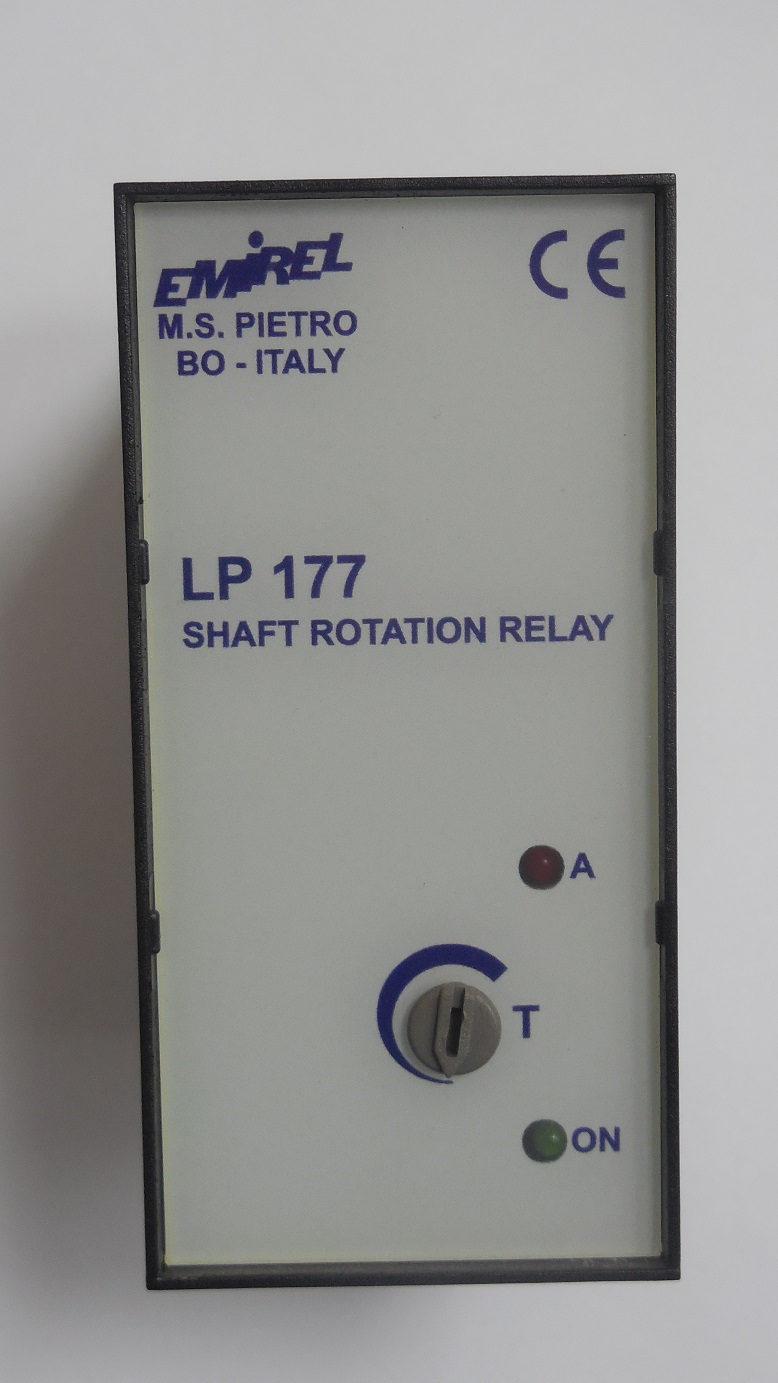 EMIREL
CE
M.S. PIETRO
BO - ITALY
LP 177
SHAFT ROTATION RELAY
A
T
ON